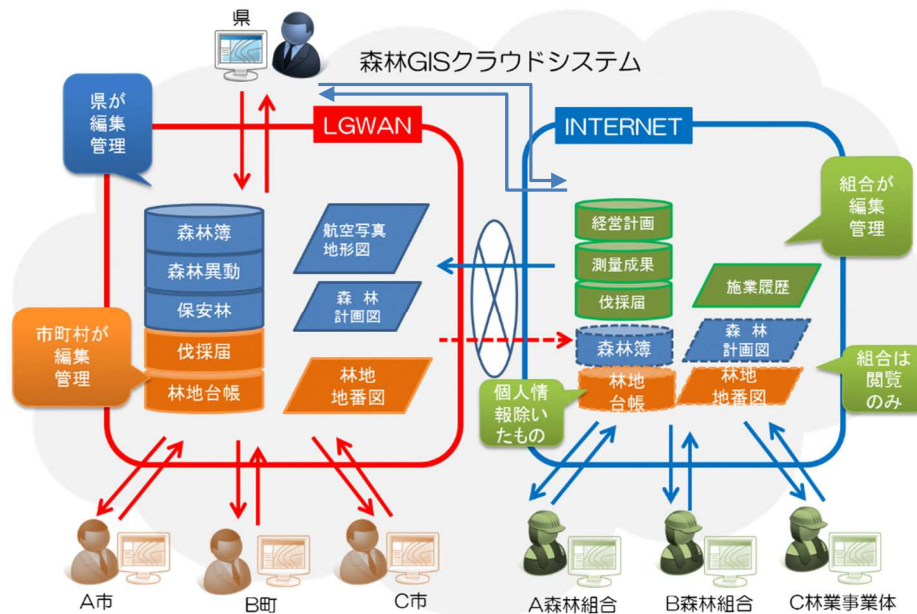 県
森林GISクラウドシステム
県が
編集
管理
LGWAN
INTERNET
組合が
編集
管理
森林簿
森林異動
保安林
伐採届
林地台帳
航空写真
地形図
森 林
計画図
林地
地番図
市町村が
編集
管理
経営計画
測量成果
伐採届
施業履歴
森林簿
森 林
計画図
林地
台帳
林地
地番図
個人情
報除い
たもの
組合は
閲覧
のみ
A市
B町
C市
A森林組合
B森林組合
C林業事業体